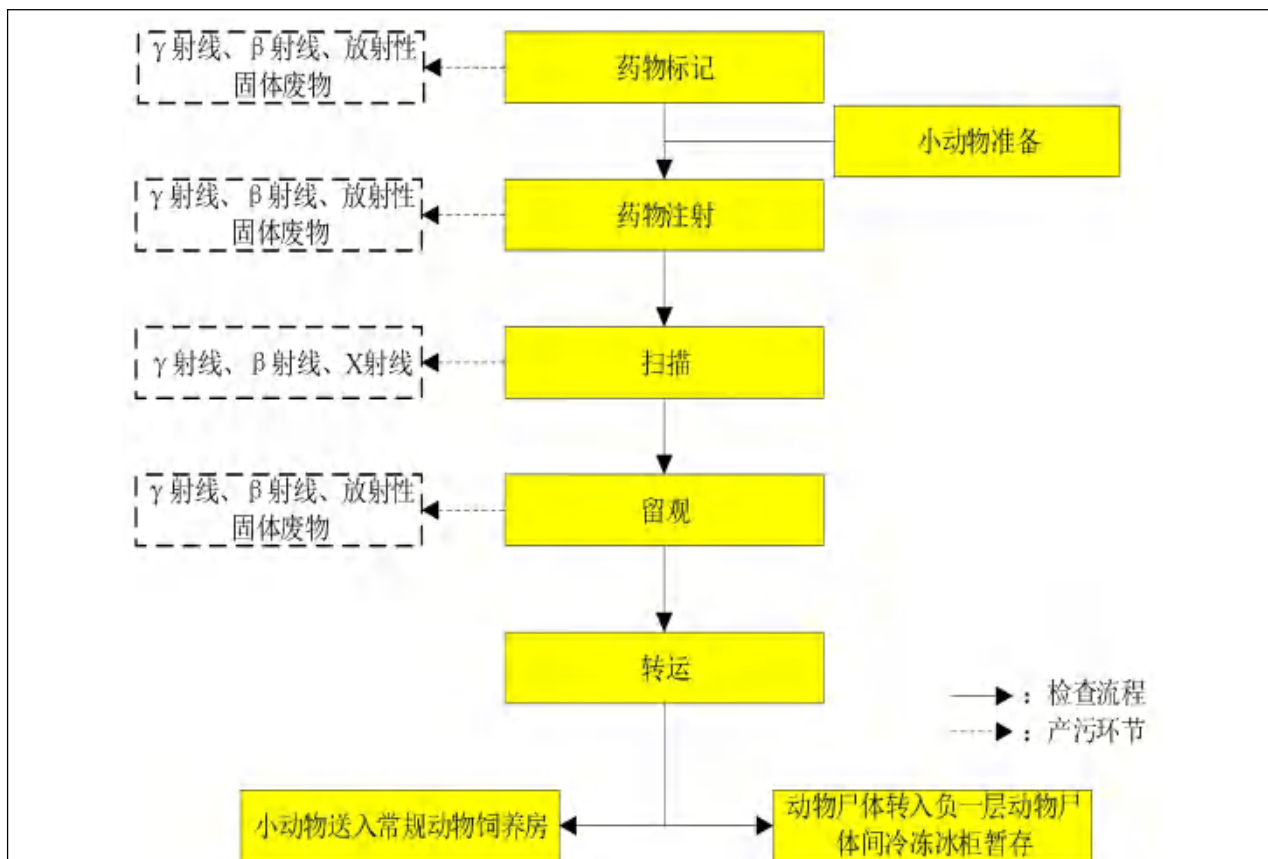 γ射线、β射线、放射性
固体废物
药物标记
小动物准备
γ射线、β射线、放射性
固体废物
药物注射
γ射线、β射线、X射线
扫描
γ射线、β射线、放射性
固体废物
留观
转运
：检查流程
：产污环节
小动物送入常规动物饲养房
动物尸体转入负一层动物尸
体间冷冻冰柜暂存